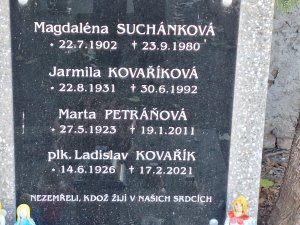 Magdaléna SUCHÁNKOVÁ
· 22.7.1902 † 23.9.1980
Jarmila KOVAŘÍKOVÁ
· 22.8.1931 † 30.6.1992
Marta PETRÁŇOVÁ
· 27.5.1923 † 19.1.2011
plk. Ladislav KOVAŘÍK
· 14.6.1926 † 17.2.2021
NEZEMŘELI, KDOŽ ŽIJÍ V NAŠICH SRDCÍCH